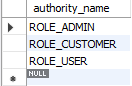 authority_name
ROLE_ADMIN
ROLE_CUSTOMER
ROLE_USER
NULL